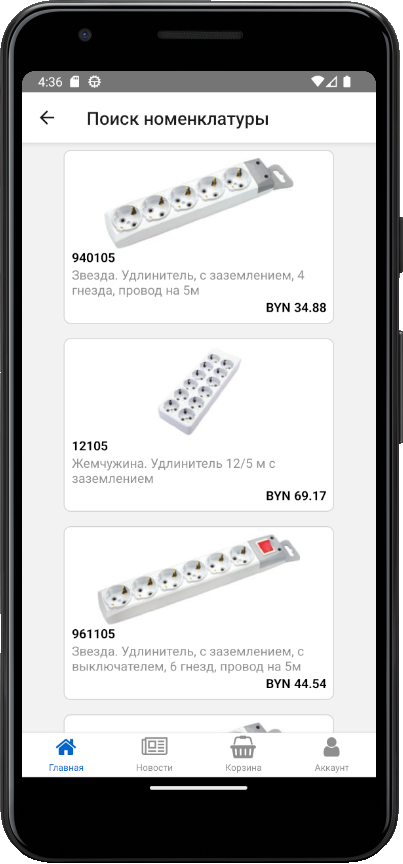 4:36
Поиск номенклатуры
940105
Звезда. Удлинитель, с заземлением, 4
гнезда, провод на 5м
BYN 34.88
12105
Жемчужина. Удлинитель 12/5 м с
заземлением
BYN 69.17
961105
Звезда. Удлинитель, с заземлением, с
выключателем, 6 гнезд, провод на 5м
BYN 44.54
Главная Новости Корзина Аккаунт